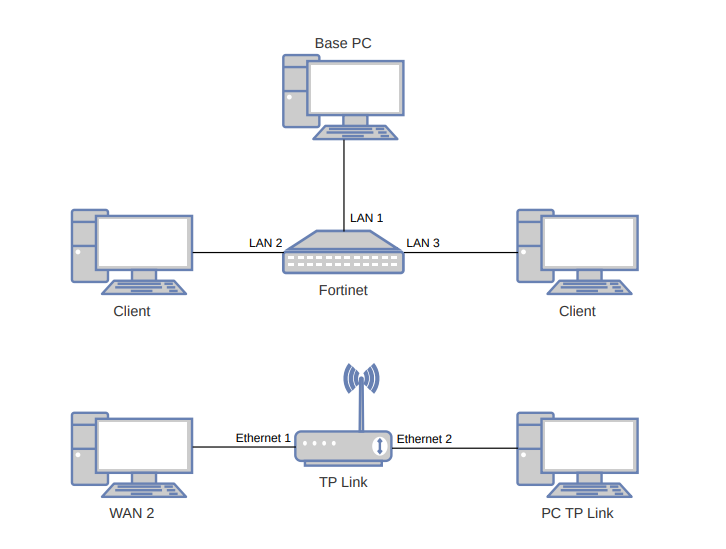 Base PC
LAN 1
LAN 2
LAN 3
Fortinet
Client
Client
Ethernet 1
Ethernet 2
TP Link
WAN 2
PC TP Link